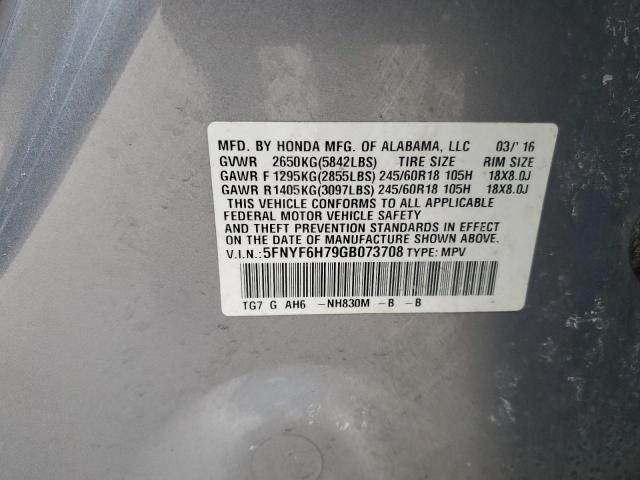 MFD. BY HONDA MFG. OF ALABAMA, LLC 03/'16
GVWR 2650KG(5842LBS) TIRE SIZE RIM SIZE
GAWR F 1295KG(2855LBS) 245/60R18 105H 18X8.0J
GAWR R 1405KG(3097LBS) 245/60R18 105H 18X8.0J
THIS VEHICLE CONFORMS TO ALL APPLICABLE
FEDERAL MOTOR VEHICLE SAFETY
AND THEFT PREVENTION STANDARDS IN EFFECT
ON THE DATE OF MANUFACTURE SHOWN ABOVE.
V.I.N.: 5FNYF6H79GB073708 TYPE: MPV
TG7 G AH6 -NH830M -B -B